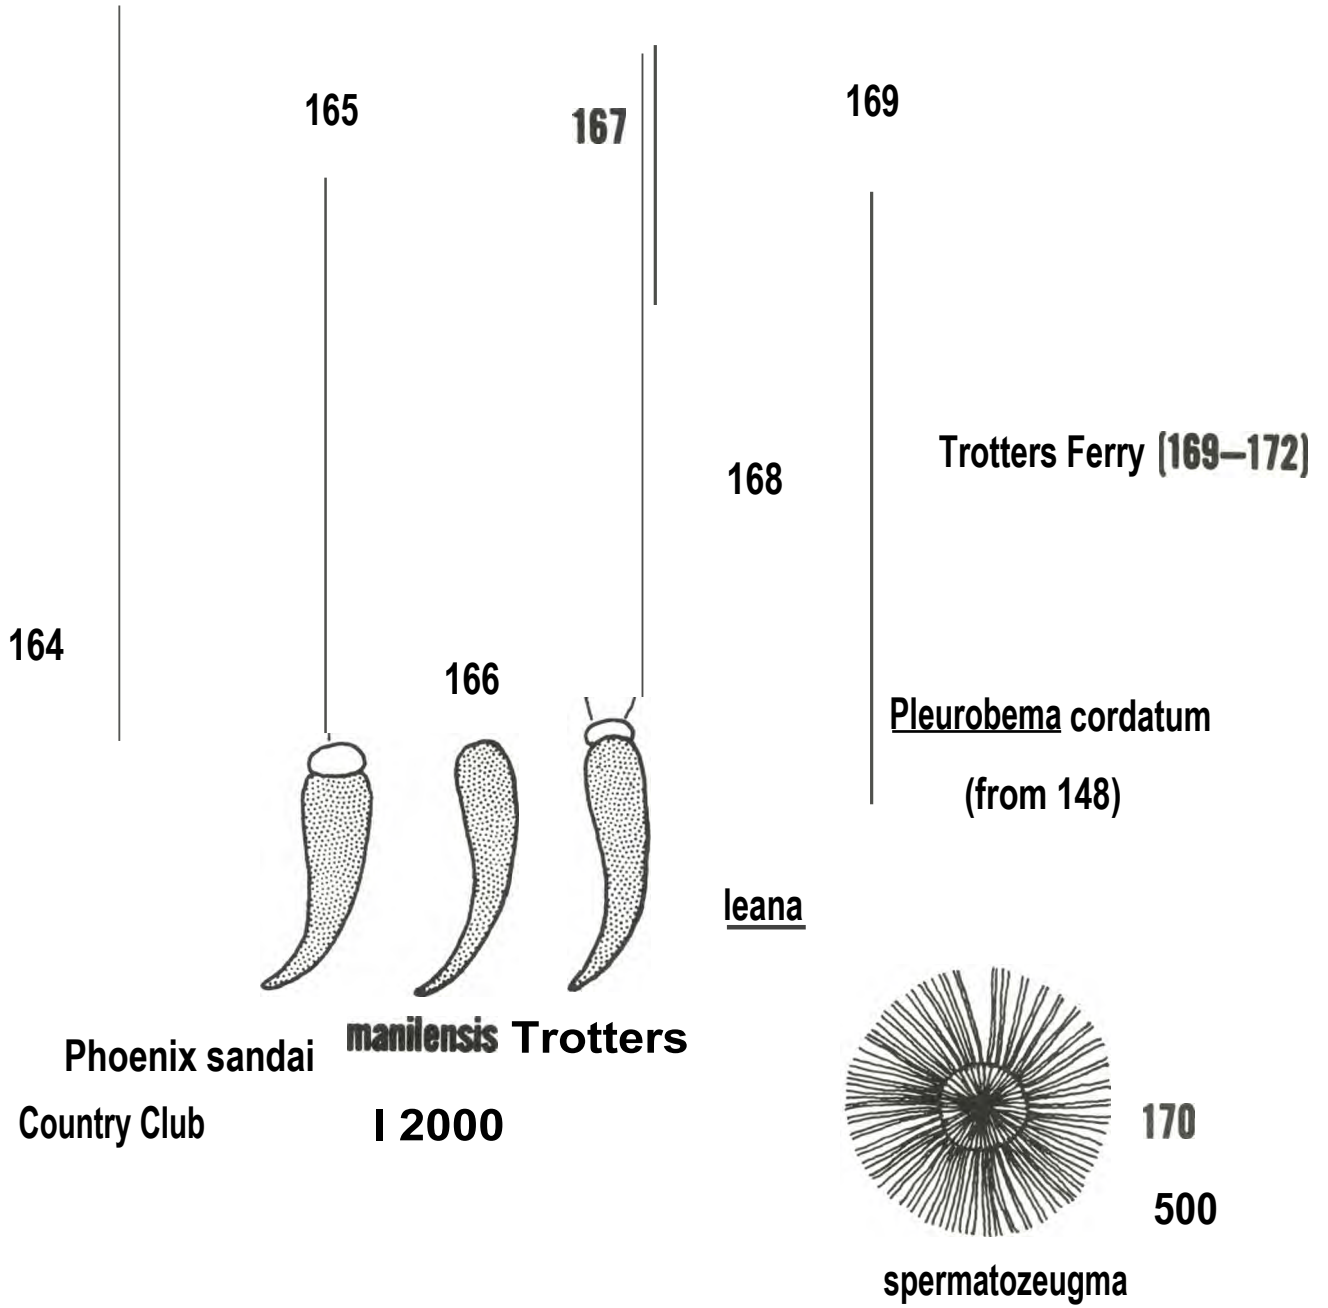 165
167
169
Trotters Ferry (169–172)
168
164
166
Pleurobema cordatum
(from 148)
leana
manilensis Trotters
Phoenix sandai
Country Club
I 2000
170
500
spermatozeugma